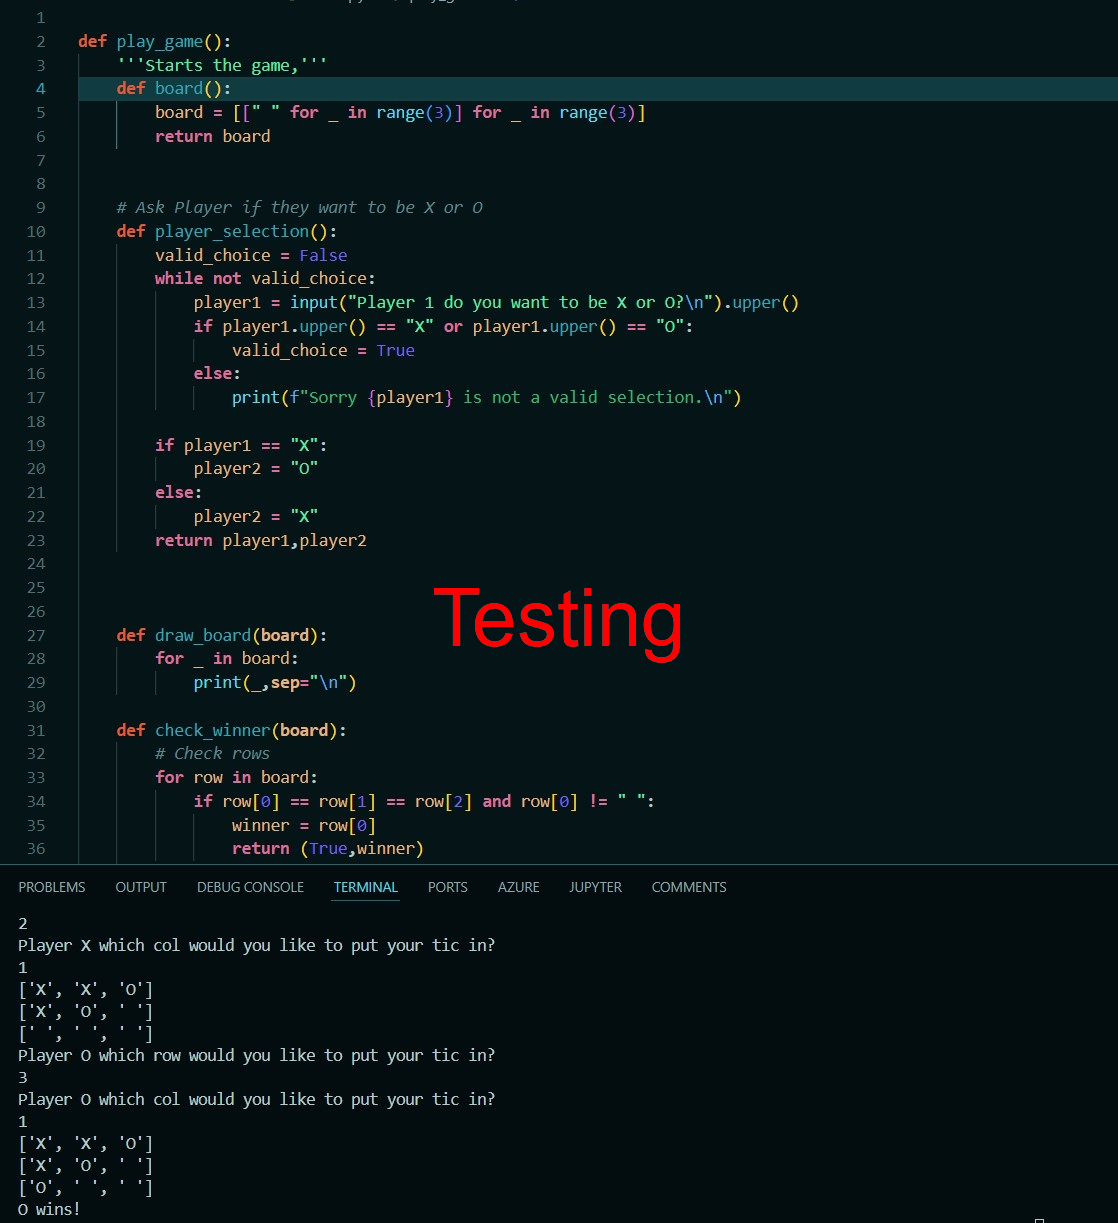 1
2 def play_game():
3 '''Starts the game,'''
4 def board():
5 board = [[" " for _ in range(3)] for _ in range(3)]
6 return board
7
8
9 # Ask Player if they want to be X or O
10 def player_selection():
11 valid_choice = False
12 while not valid_choice:
13 player1 = input("Player 1 do you want to be X or O?\n").upper()
14 if player1.upper() == "X" or player1.upper() == "O":
15 valid_choice = True
16 else:
17 print(f"Sorry {player1} is not a valid selection.\n")
18
19 if player1 == "X":
20 player2 = "O"
21 else:
22 player2 = "X"
23 return player1,player2
24
25
26
Testing
27 def draw_board(board):
28 for _ in board:
29 print(_,sep="\n")
30
31 def check_winner(board):
32 # Check rows
33 for row in board:
34 if row[0] == row[1] == row[2] and row[0] != " ":
35 winner = row[0]
36 return (True,winner)
PROBLEMS OUTPUT DEBUG CONSOLE TERMINAL PORTS AZURE JUPYTER COMMENTS
2
Player X which col would you like to put your tic in?
1
['X', 'X', 'O']
['X', 'O', ' ']
[' ', ' ', ' ']
Player O which row would you like to put your tic in?
3
Player O which col would you like to put your tic in?
1
['X', 'X', 'O']
['X', 'O', ' ']
['O', ' ', ' ']
O wins!